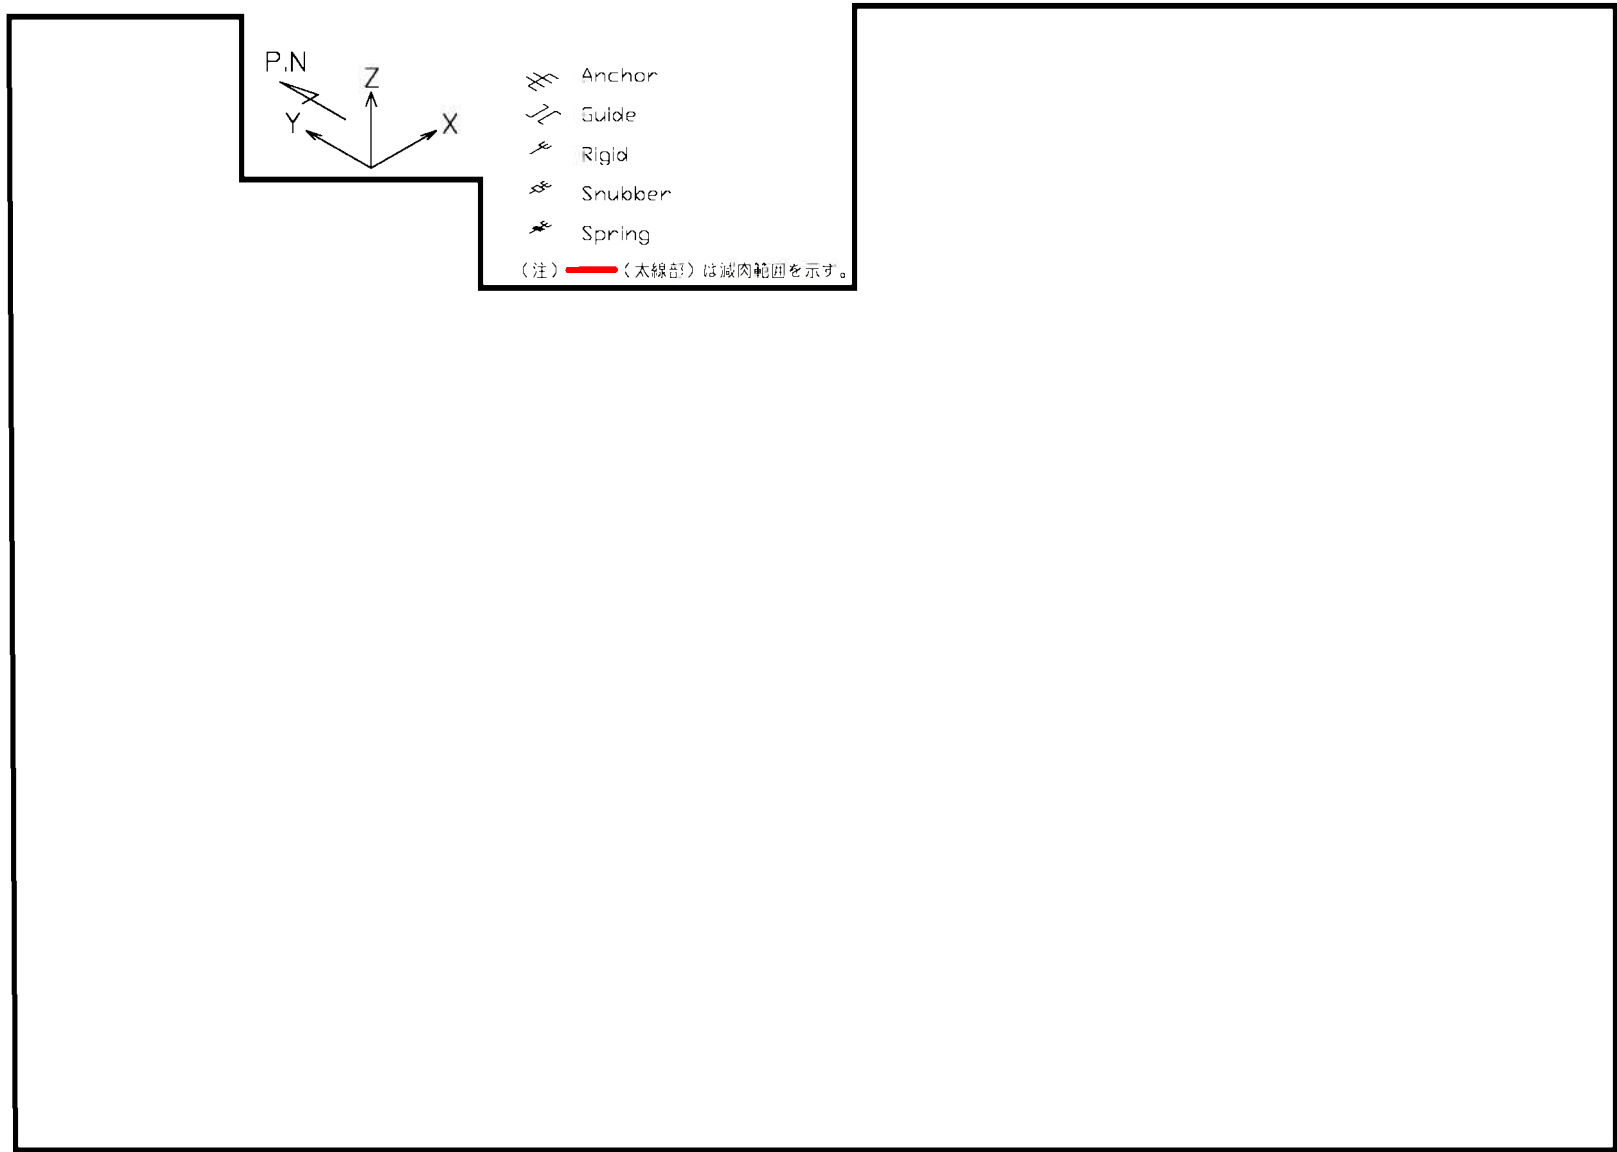 P.N
Z
Y
X
Anchor
Guide
Rigid
Snubber
Spring
（注）（太線部）は減肉範囲を示す。